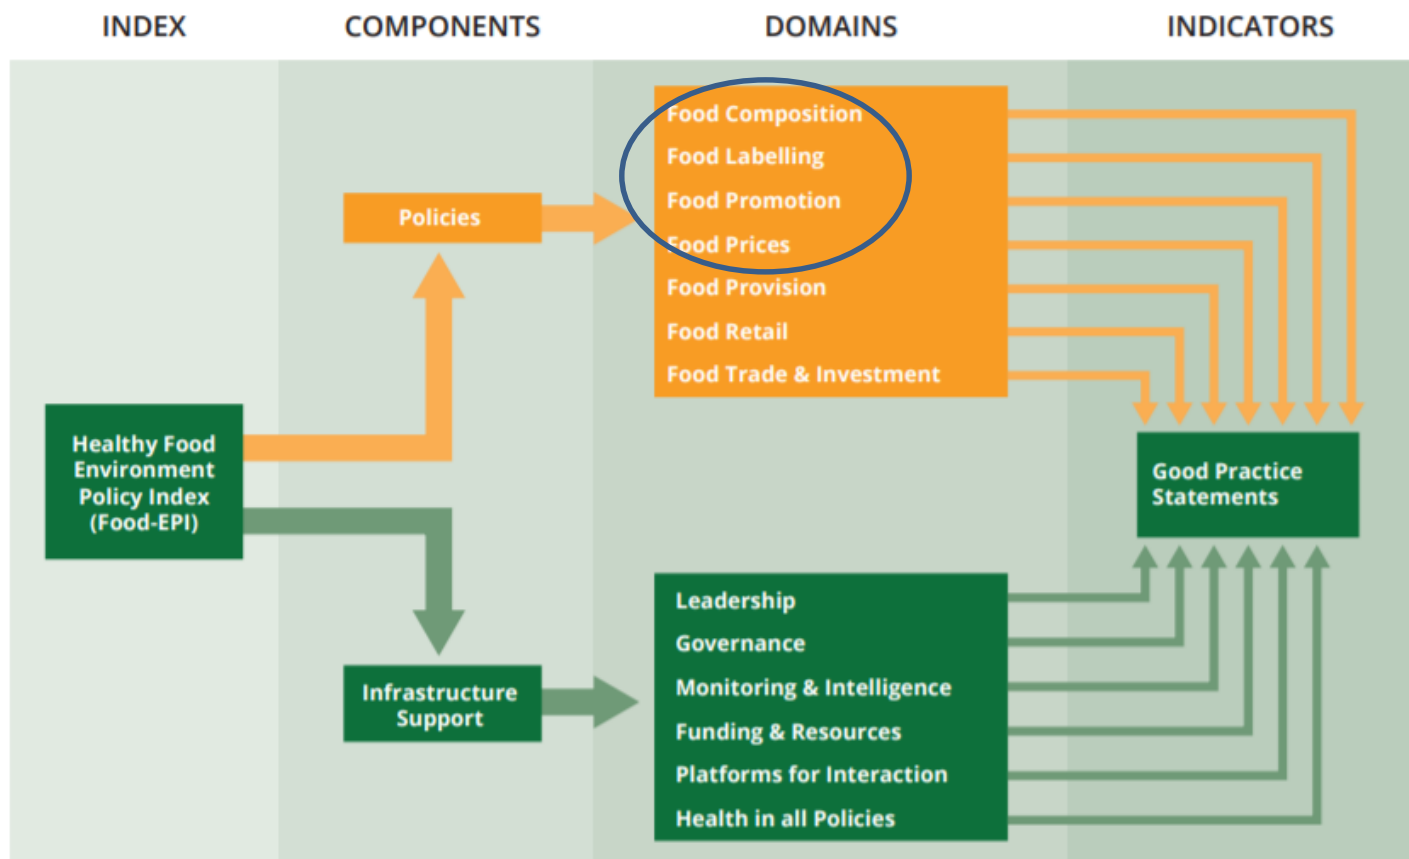 INDEX
COMPONENTS
DOMAINS
INDICATORS
Food Composition
Food Labelling
Food Promotion
Food Prices
Food Provision
Food Retail
Food Trade & Investment
Policies
Healthy Food
Environment
Policy Index
(Food-EPI)
Good Practice
Statements
Infrastructure
Support
Leadership
Governance
Monitoring & Intelligence
Funding & Resources
Platforms for Interaction
Health in all Policies